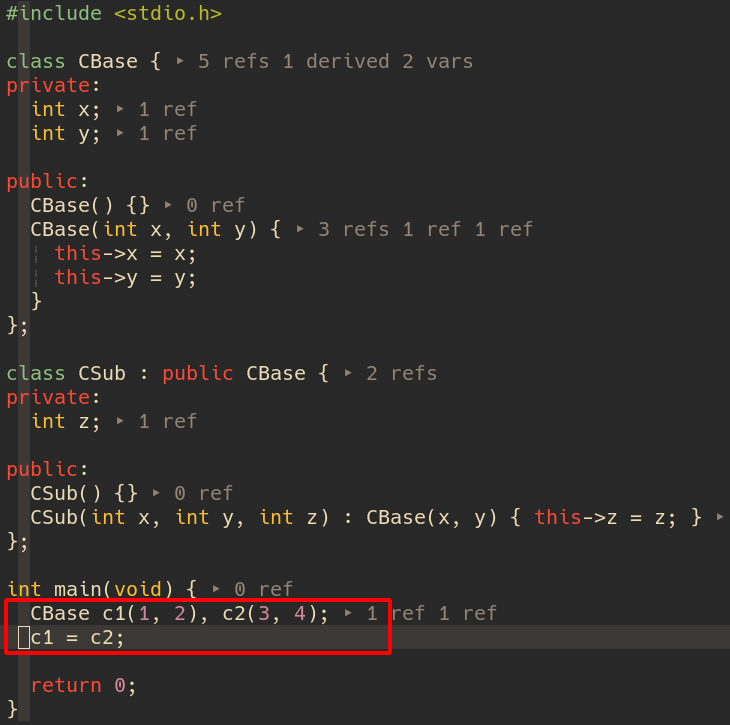 #include <stdio.h>
class CBase { ‣ 5 refs 1 derived 2 vars
private:
int x; ‣ 1 ref
int y; ‣ 1 ref
public:
CBase() {} ‣ 0 ref
CBase(int x, int y) { ‣ 3 refs 1 ref 1 ref
this->x = x;
this->y = y;
}
};
class CSub : public CBase { ‣ 2 refs
private:
int z; ‣ 1 ref
public:
CSub() {} ‣ 0 ref
CSub(int x, int y, int z) : CBase(x, y) { this->z = z; } ‣
};
int main(void) { ‣ 0 ref
CBase c1(1, 2), c2(3, 4); ‣ 1 ref 1 ref
c1 = c2;
return 0;
}